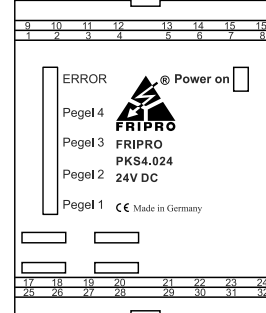 9 10 11 12 13 14 15 15
1 2 3 4 5 6 7 8
ERROR
® Power on
Pegel 4
FRIPRO
Pegel 3 FRIPRO
PKS4.024
Pegel 2 24V DC
Pegel 1 CE Made in Germany
17 18 19 20 21 22 23 24
25 26 27 28 29 30 31 32